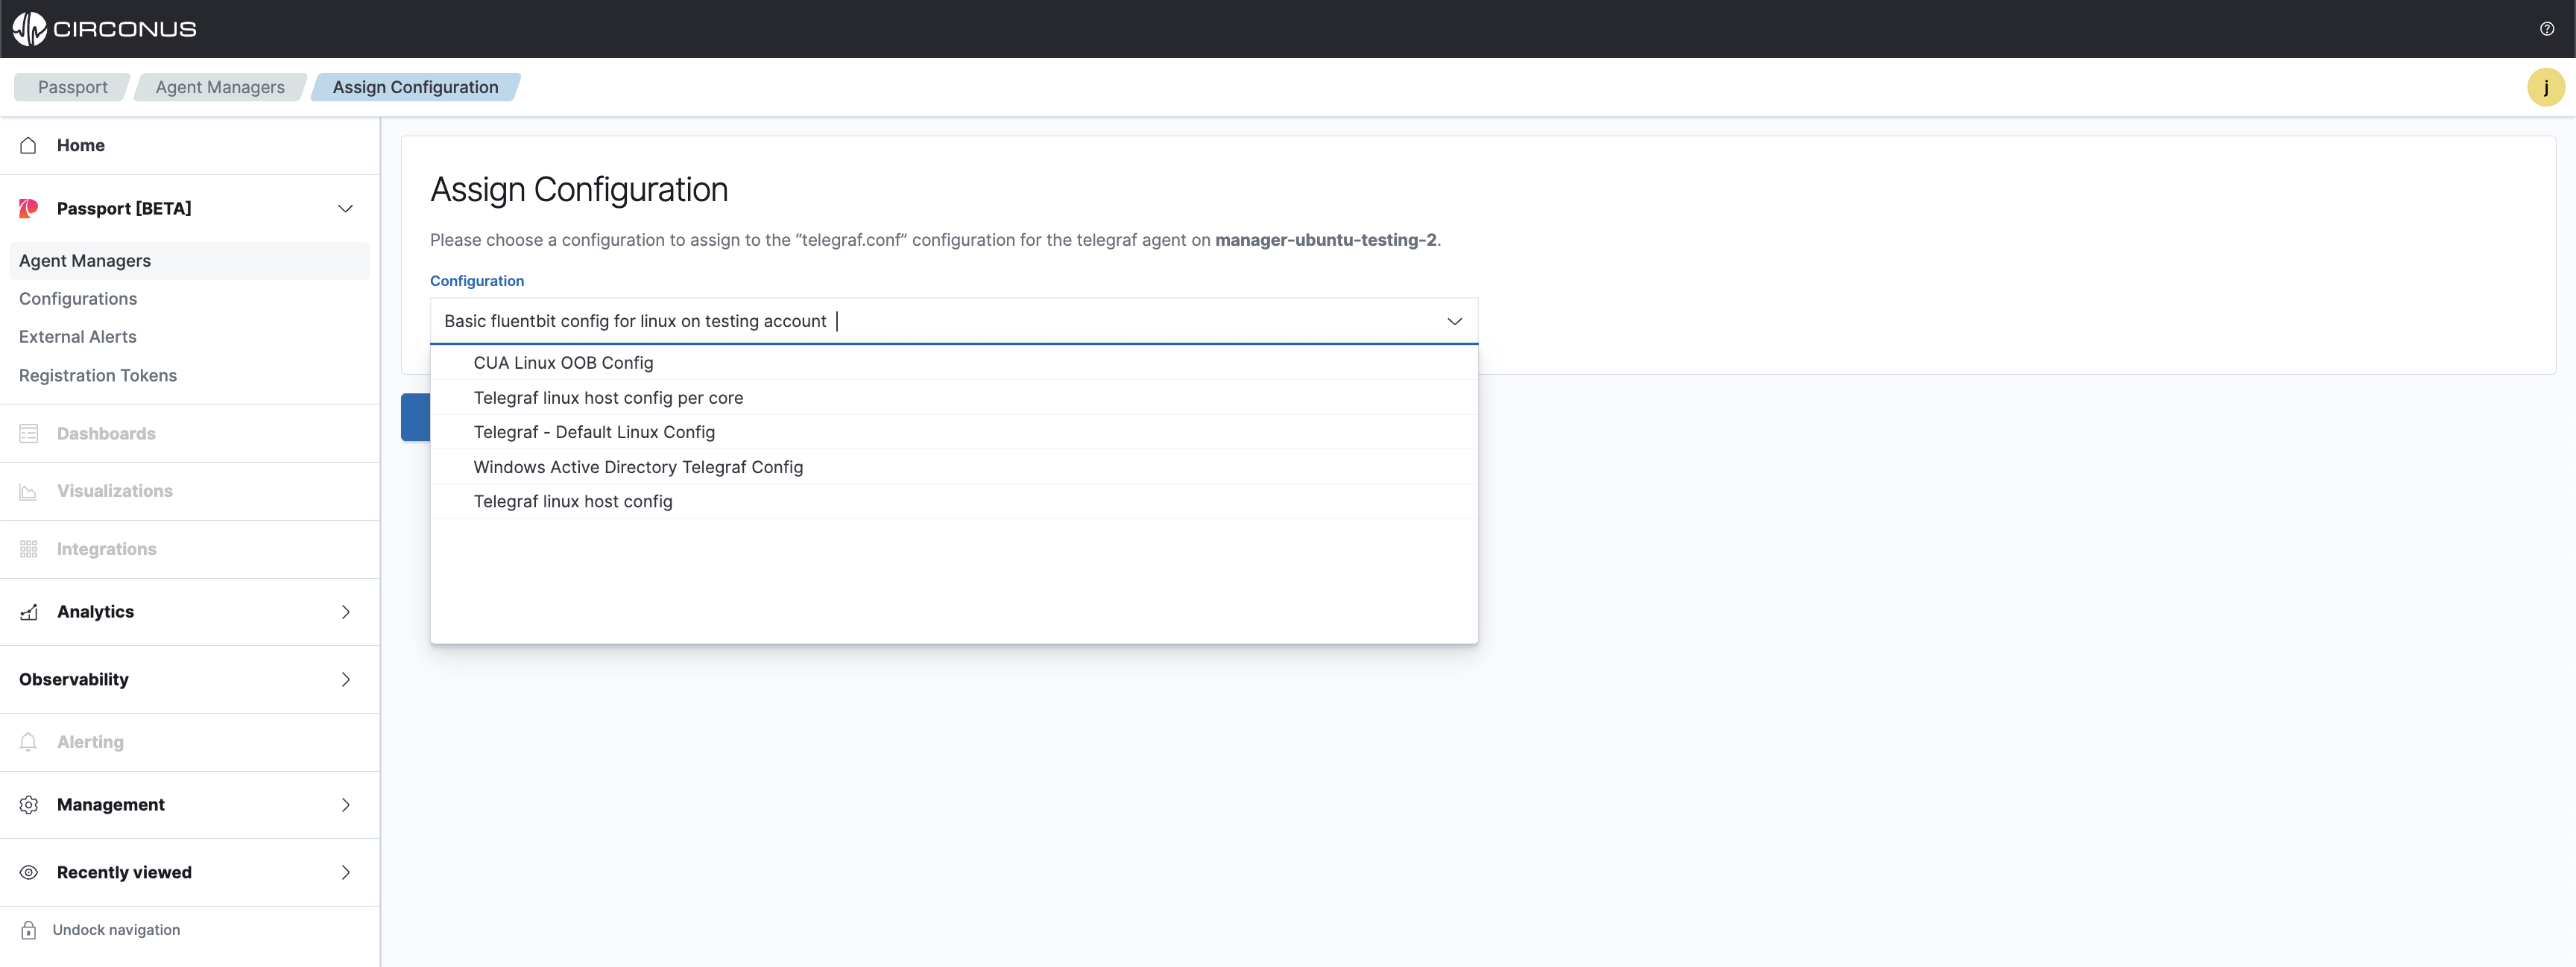 CIRCONUS
Passport
Agent Managers
Assign Configuration
j
Home
Passport [BETA]
Agent Managers
Configurations
External Alerts
Registration Tokens
Dashboards
Visualizations
Integrations
Analytics
Observability
Alerting
Management
Recently viewed
Undock navigation
Assign Configuration
Please choose a configuration to assign to the “telegraf.conf” configuration for the telegraf agent on manager-ubuntu-testing-2.
Configuration
Basic fluentbit config for linux on testing account
CUA Linux OOB Config
Telegraf linux host config per core
Telegraf - Default Linux Config
Windows Active Directory Telegraf Config
Telegraf linux host config